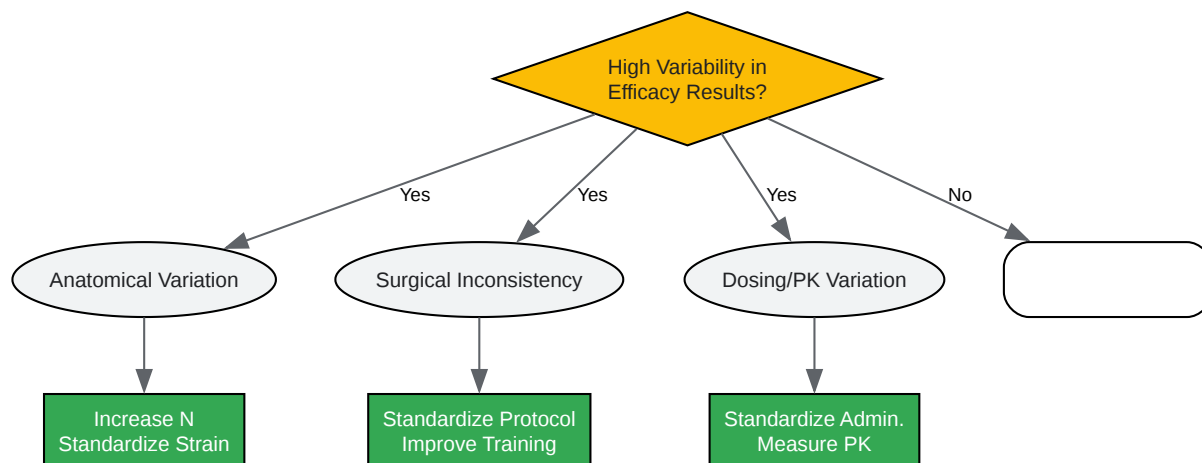 High Variability in
Efficacy Results?
Yes
Yes
Yes
No
Anatomical Variation
Surgical Inconsistency
Dosing/PK Variation
Increase N
Standardize Strain
Standardize Protocol
Improve Training
Standardize Admin.
Measure PK